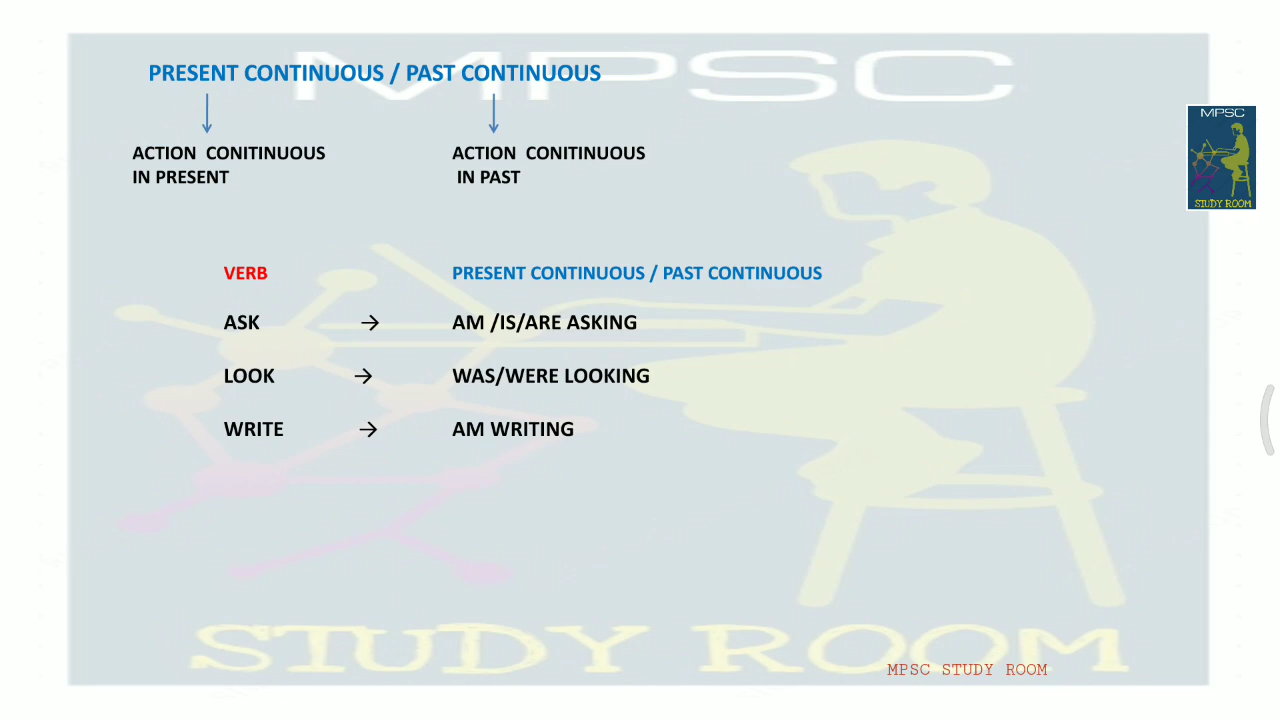 MPSC
PRESENT CONTINUOUS / PAST CONTINUOUS
ACTION CONITINUOUS
IN PRESENT
ACTION CONITINUOUS
IN PAST
MPSC
STUDY ROOM
VERB
PRESENT CONTINUOUS / PAST CONTINUOUS
ASK → AM /IS/ARE ASKING
LOOK → WAS/WERE LOOKING
WRITE → AM WRITING
STUDY ROOM
MPSC STUDY ROOM